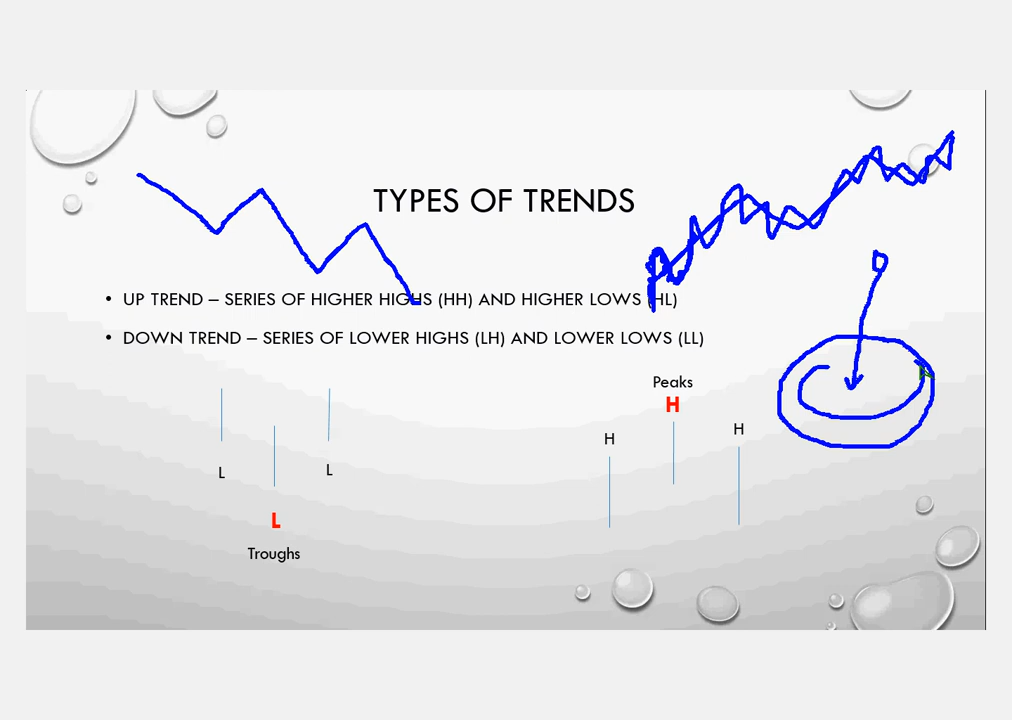 TYPES OF TRENDS
• UP TREND – SERIES OF HIGHER HIGHS (HH) AND HIGHER LOWS (HL)
• DOWN TREND – SERIES OF LOWER HIGHS (LH) AND LOWER LOWS (LL)
Peaks
H
H
H
L
L
L
Troughs